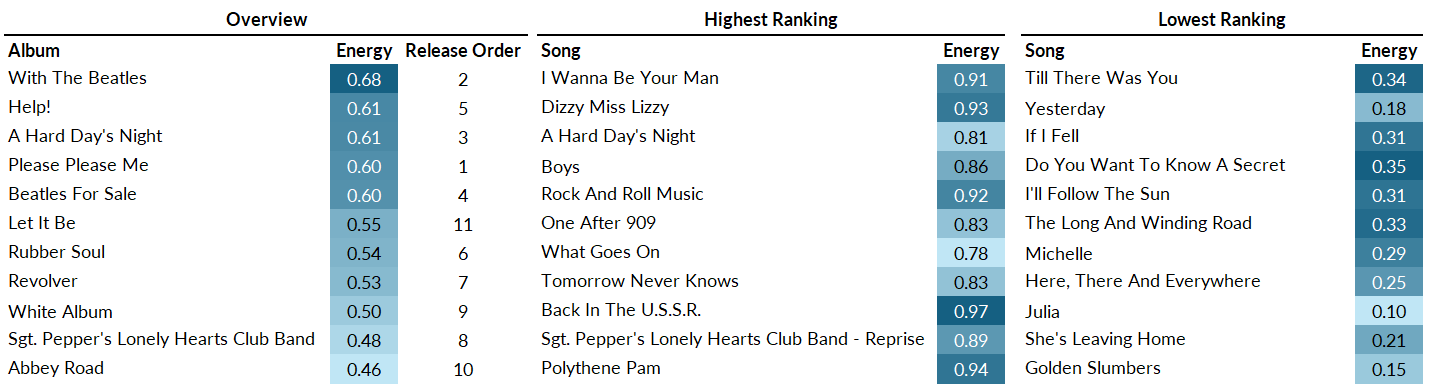 Overview Highest Ranking Lowest Ranking
Album Energy Release Order Song Energy Song Energy
With The Beatles 0.68 2 I Wanna Be Your Man 0.91 Till There Was You 0.34
Help! 0.61 5 Dizzy Miss Lizzy 0.93 Yesterday 0.18
A Hard Day's Night 0.61 3 A Hard Day's Night 0.81 If I Fell 0.31
Please Please Me 0.60 1 Boys 0.86 Do You Want To Know A Secret 0.35
Beatles For Sale 0.60 4 Rock And Roll Music 0.92 I'll Follow The Sun 0.31
Let It Be 0.55 11 One After 909 0.83 The Long And Winding Road 0.33
Rubber Soul 0.54 6 What Goes On 0.78 Michelle 0.29
Revolver 0.53 7 Tomorrow Never Knows 0.83 Here, There And Everywhere 0.25
White Album 0.50 9 Back In The U.S.S.R. 0.97 Julia 0.10
Sgt. Pepper's Lonely Hearts Club Band 0.48 8 Sgt. Pepper's Lonely Hearts Club Band - Reprise 0.89 She's Leaving Home 0.21
Abbey Road 0.46 10 Polythene Pam 0.94 Golden Slumbers 0.15